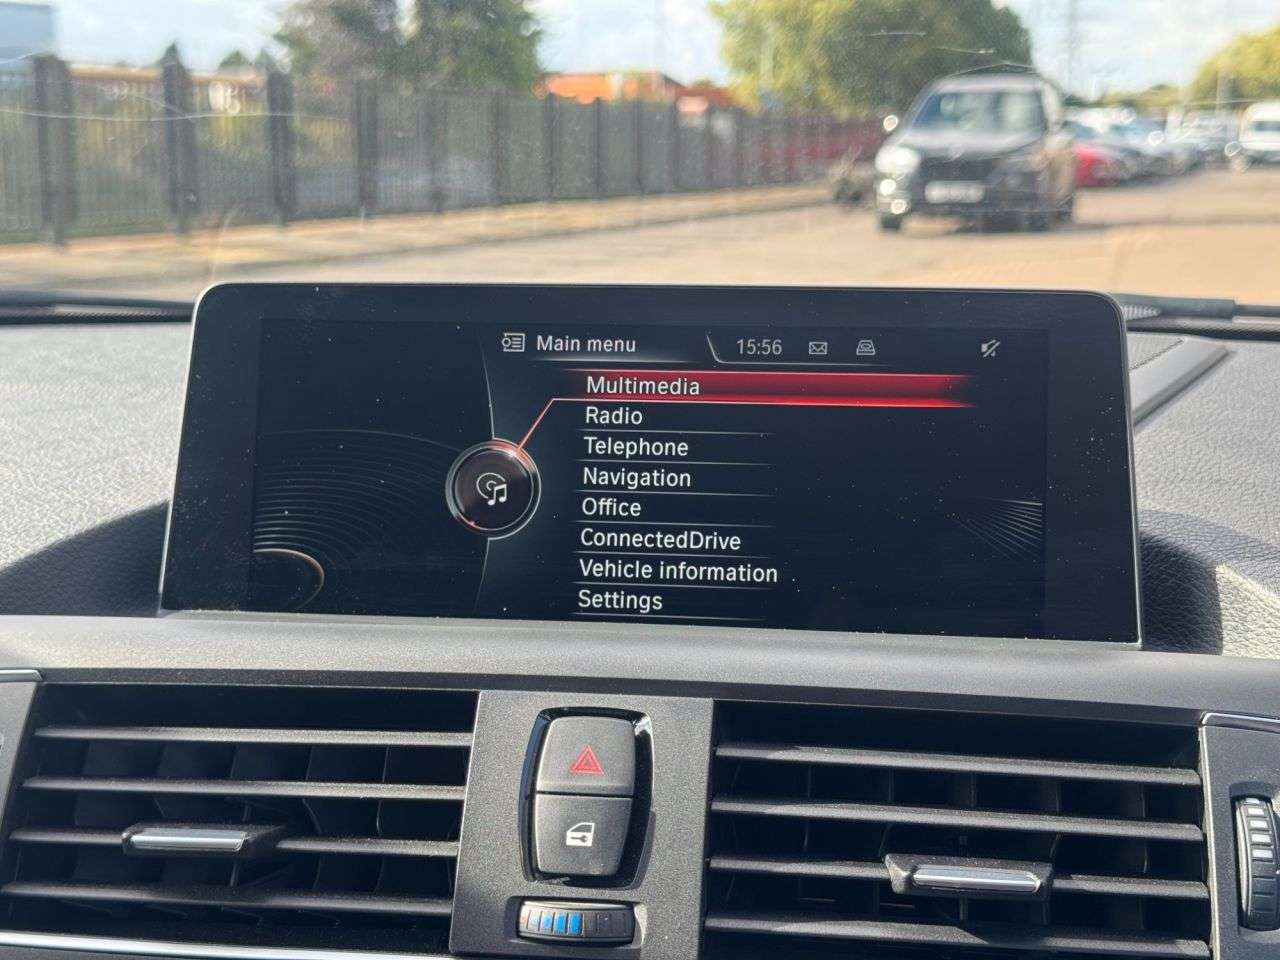 Main menu 15:56
Multimedia
Radio
Telephone
Navigation
Office
ConnectedDrive
Vehicle information
Settings